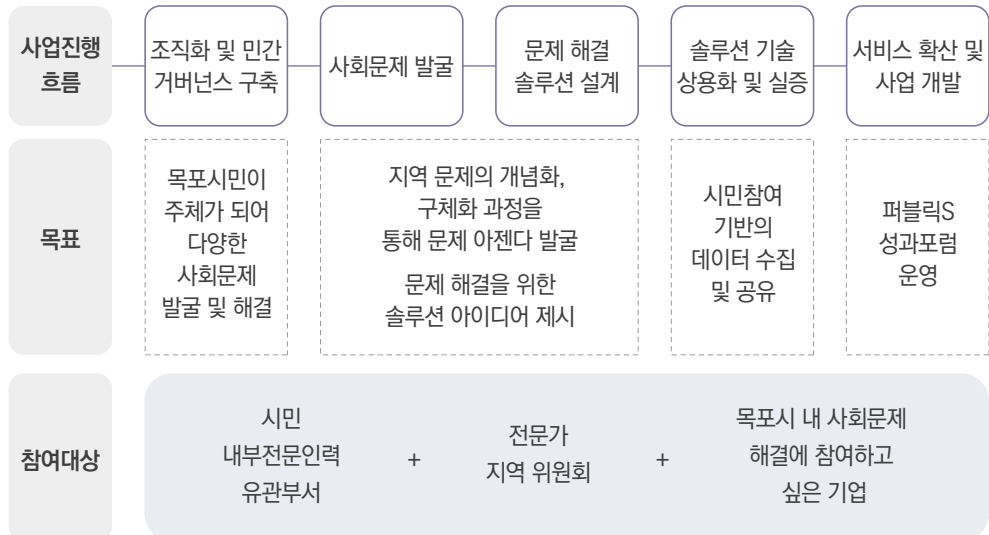 사업진행
흐름
조직화 및 민간
거버넌스 구축
사회문제 발굴
문제 해결
솔루션 설계
솔루션 기술
상용화 및 실증
서비스 확산 및
사업 개발
목표
목포시민이
주체가 되어
다양한
사회문제
발굴 및 해결
지역 문제의 개념화,
구체화 과정을
통해 문제 아젠다 발굴
문제 해결을 위한
솔루션 아이디어 제시
시민참여
기반의
데이터 수집
및 공유
퍼블릭S
성과포럼
운영
참여대상
시민
내부전문인력
유관부서
+
전문가
지역 위원회
+
목포시 내 사회문제
해결에 참여하고
싶은 기업